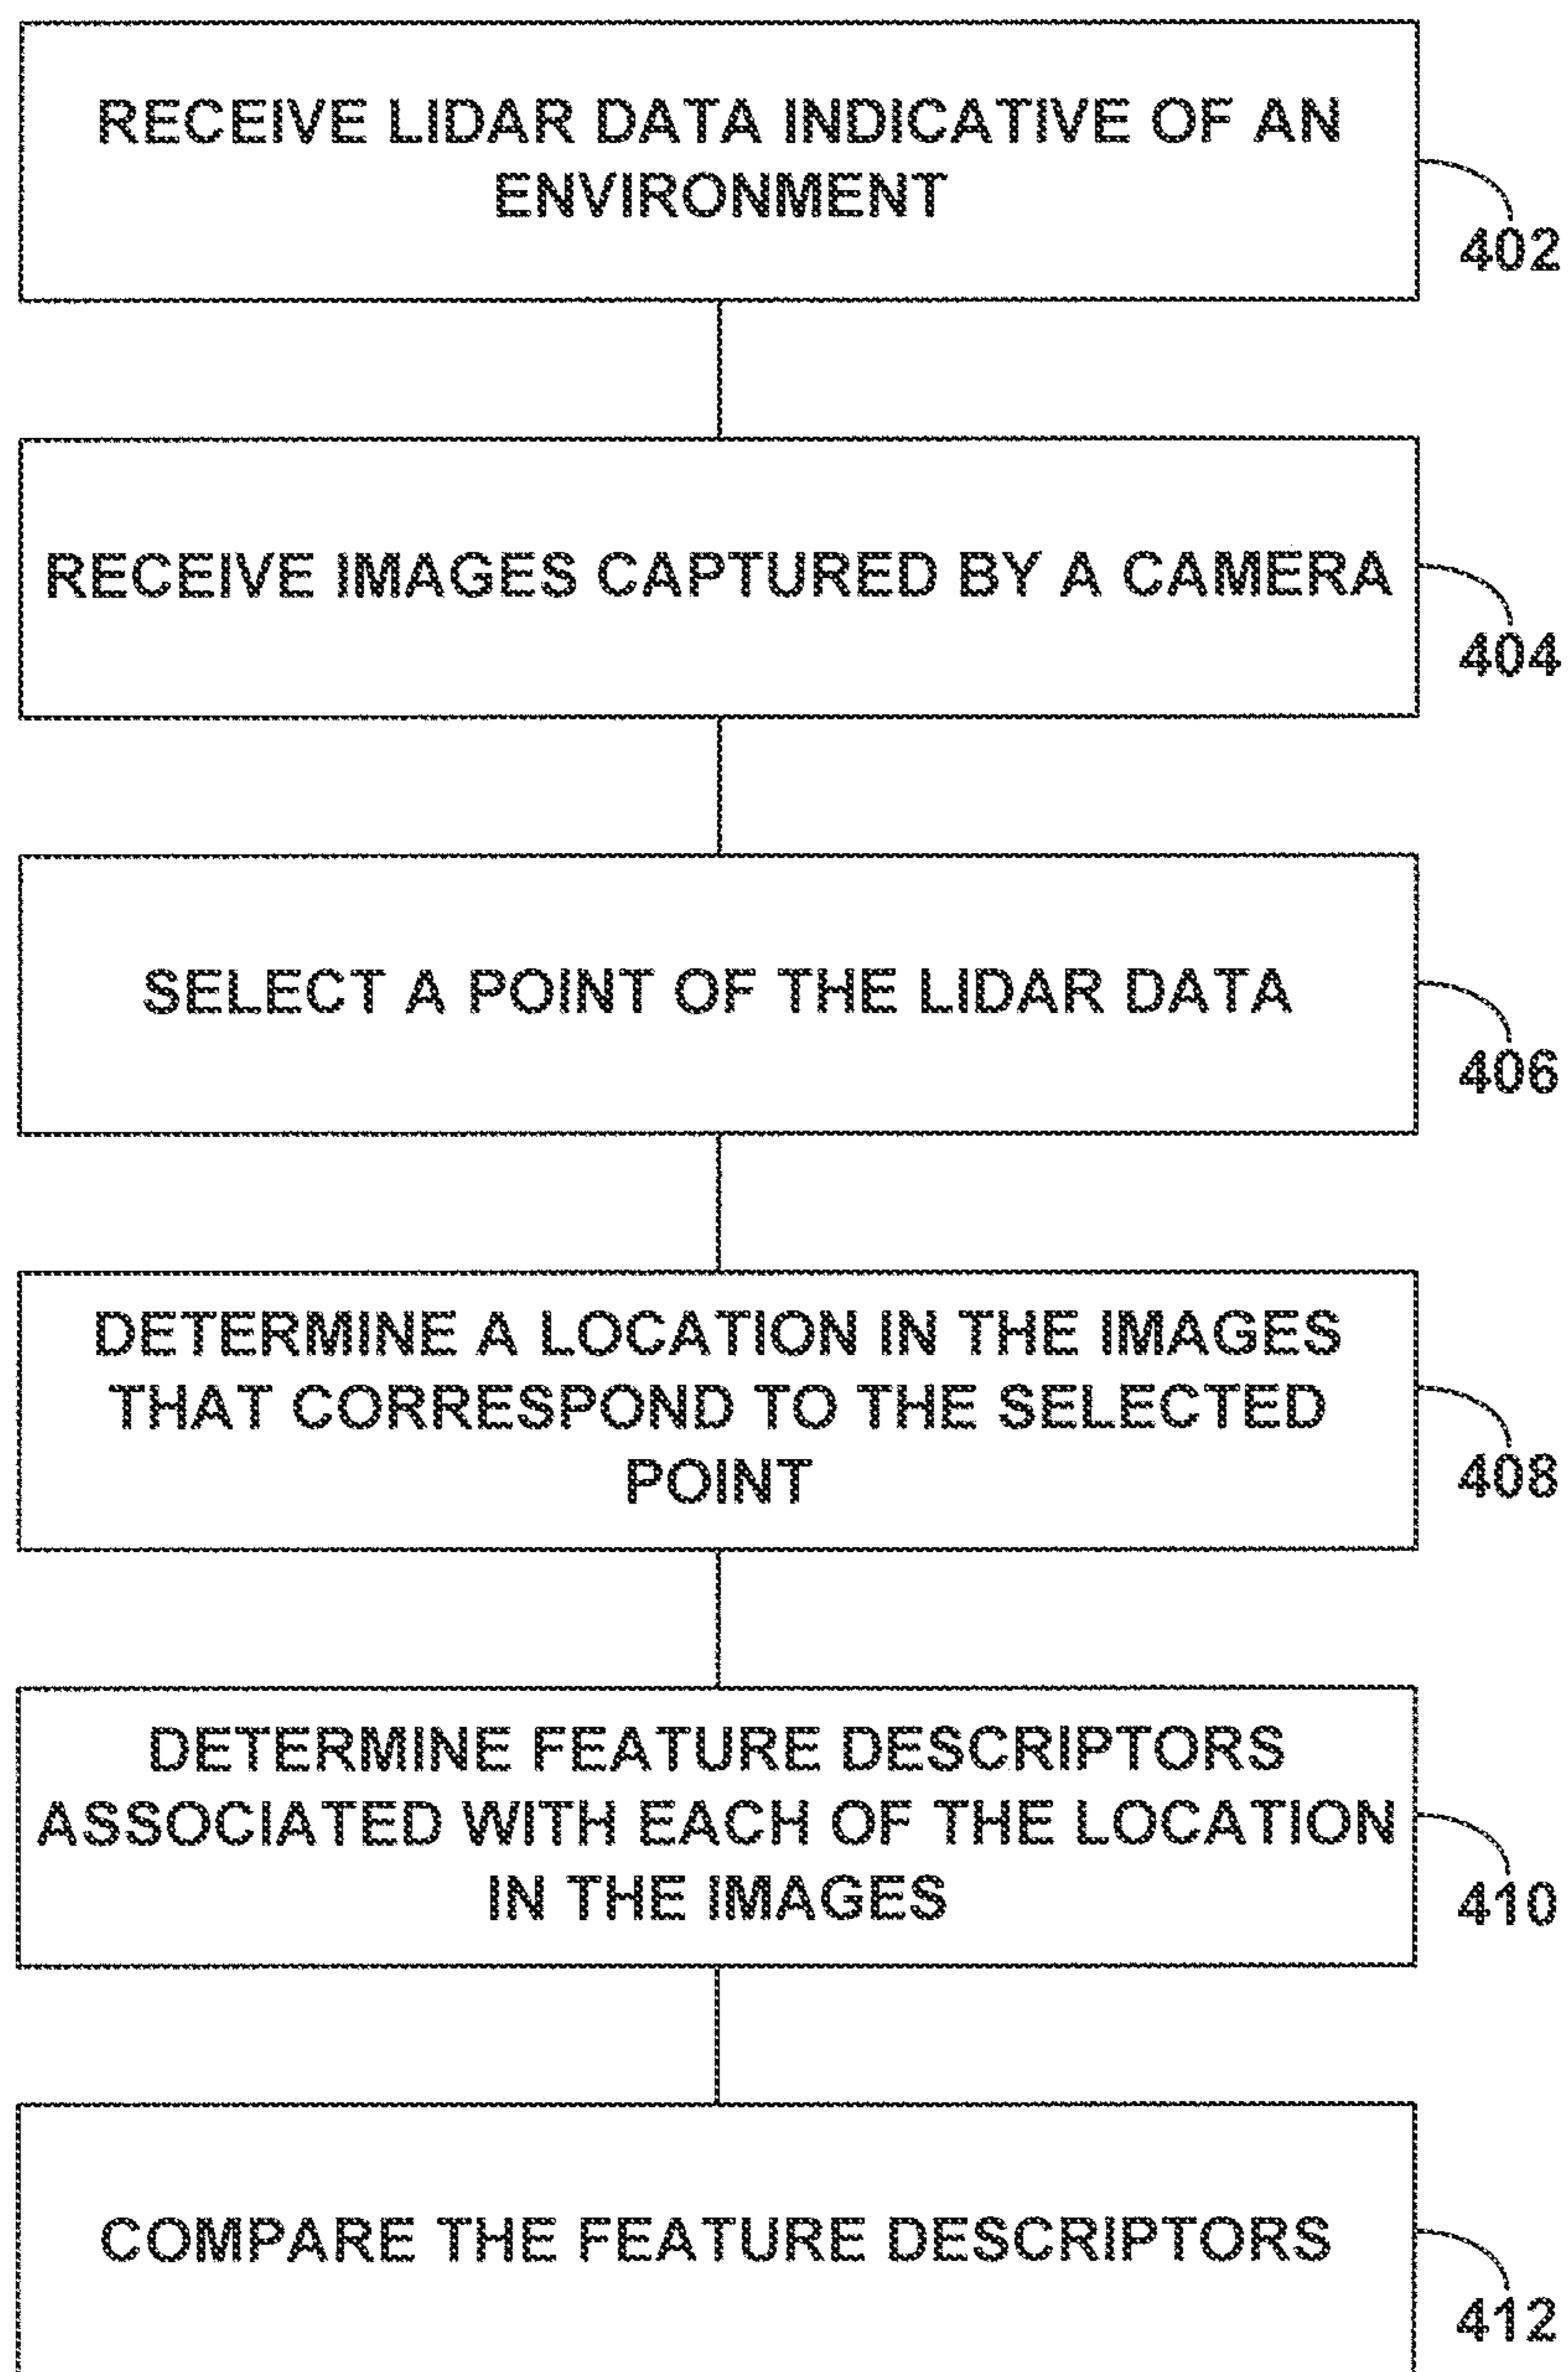 RECEIVE LIDAR DATA INDICATIVE OF AN
ENVIRONMENT
402
RECEIVE IMAGES CAPTURED BY A CAMERA
404
SELECT A POINT OF THE LIDAR DATA
406
DETERMINE A LOCATION IN THE IMAGES
THAT CORRESPOND TO THE SELECTED
POINT
408
DETERMINE FEATURE DESCRIPTORS
ASSOCIATED WITH EACH OF THE LOCATION
IN THE IMAGES
410
COMPARE THE FEATURE DESCRIPTORS
412